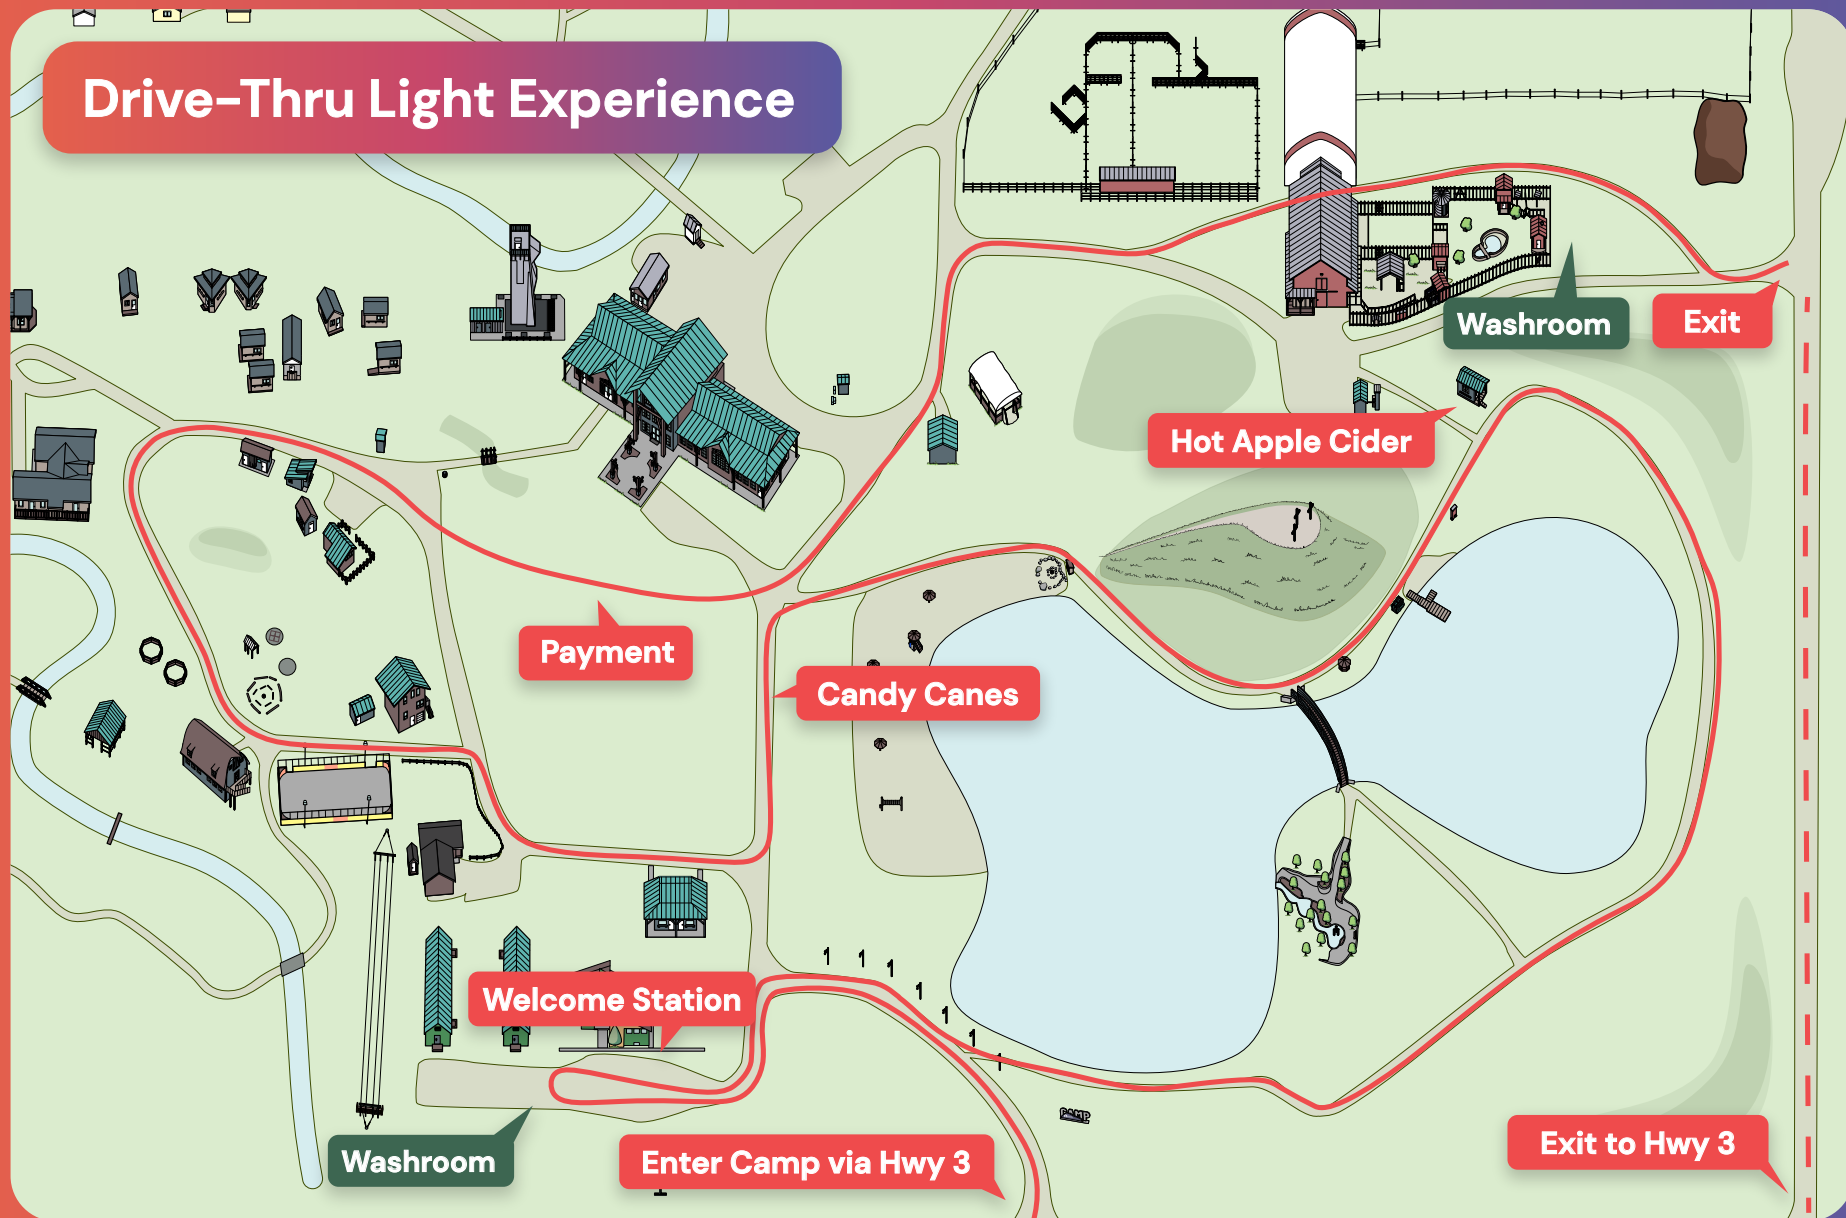 Drive-Thru Light Experience
Washroom
Exit
Hot Apple Cider
Payment
Candy Canes
Welcome Station
Washroom
Enter Camp via Hwy 3
CAMP
Exit to Hwy 3